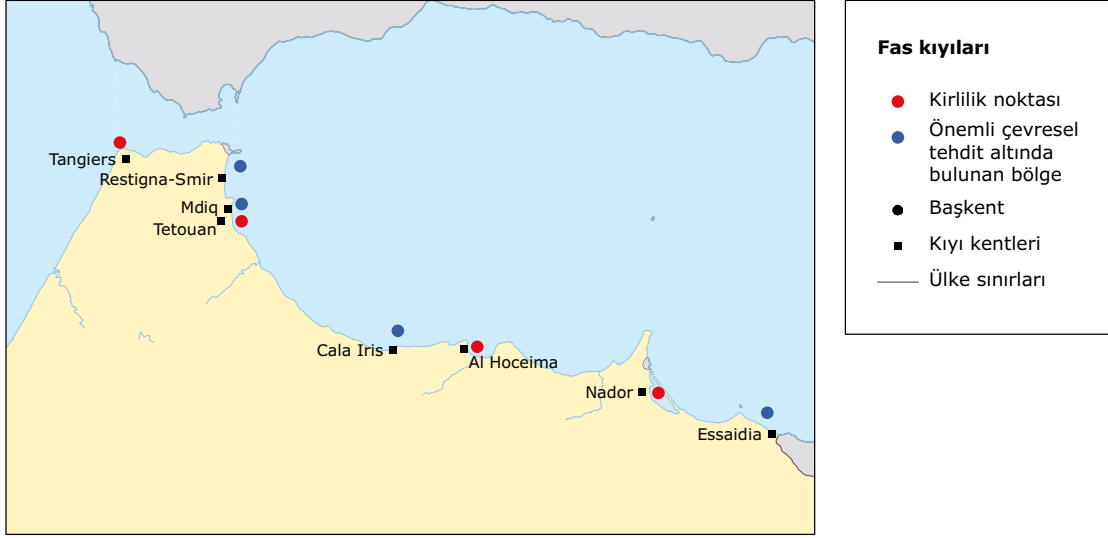 Tangiers
Restigna-Smir
Mdiq
Tetouan
Cala Iris
Al Hoceima
Nador
Essaidia
Fas kıyıları
Kirlilik noktası
Önemli çevresel
tehdit altında
bulunan bölge
Başkent
Kıyı kentleri
Ülke sınırları